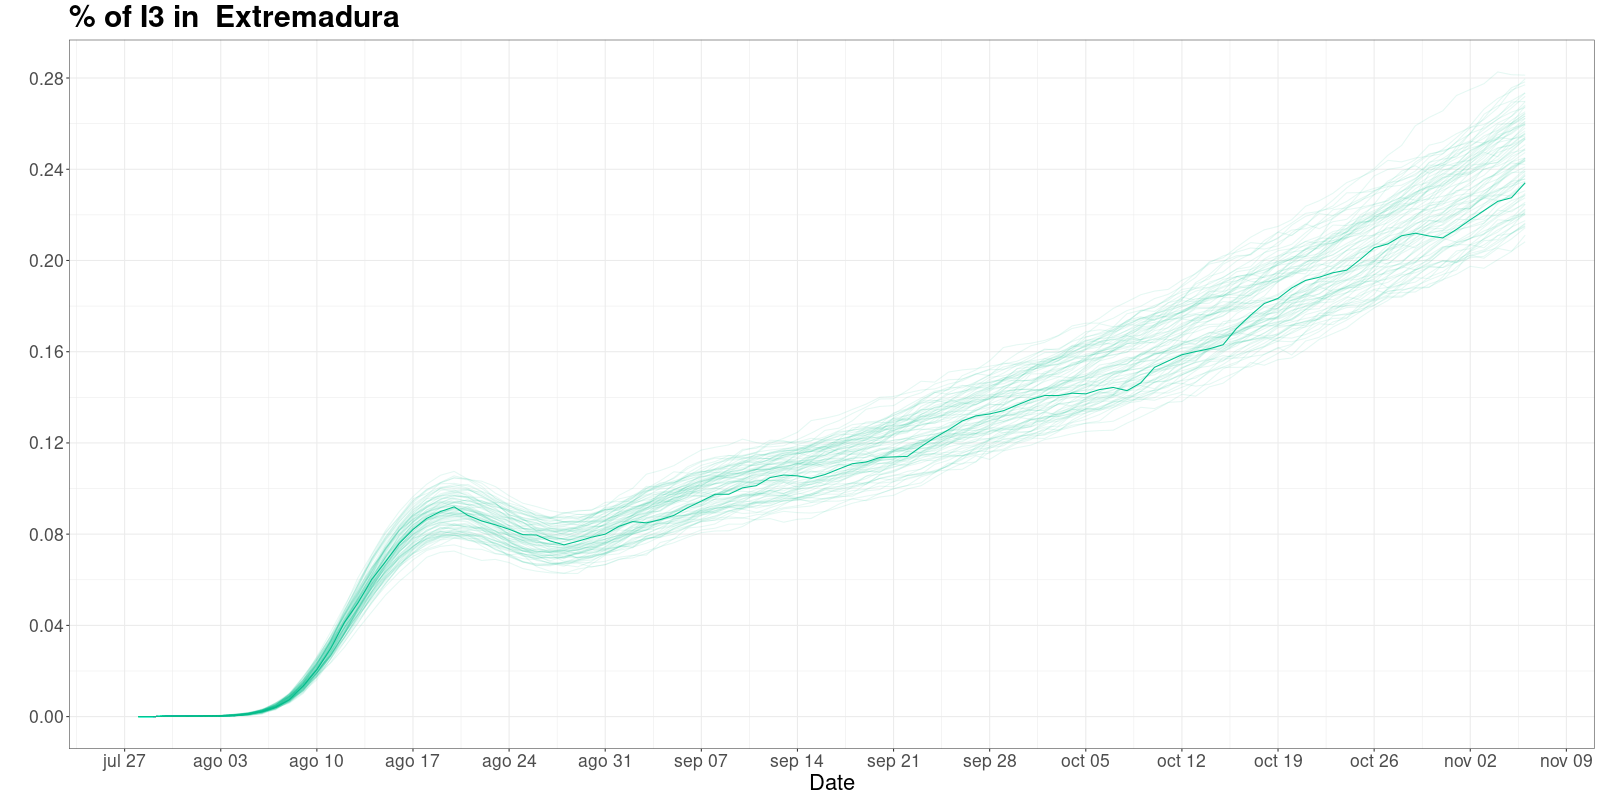 % of I3 in  Extremadura
0.28
0.24
0.20
0.16
0.12
0.08
0.04
0.00
jul 27 ago 03 ago 10 ago 17 ago 24 ago 31 sep 07 sep 14 sep 21 sep 28 oct 05 oct 12 oct 19 oct 26 nov 02 nov 09
Date